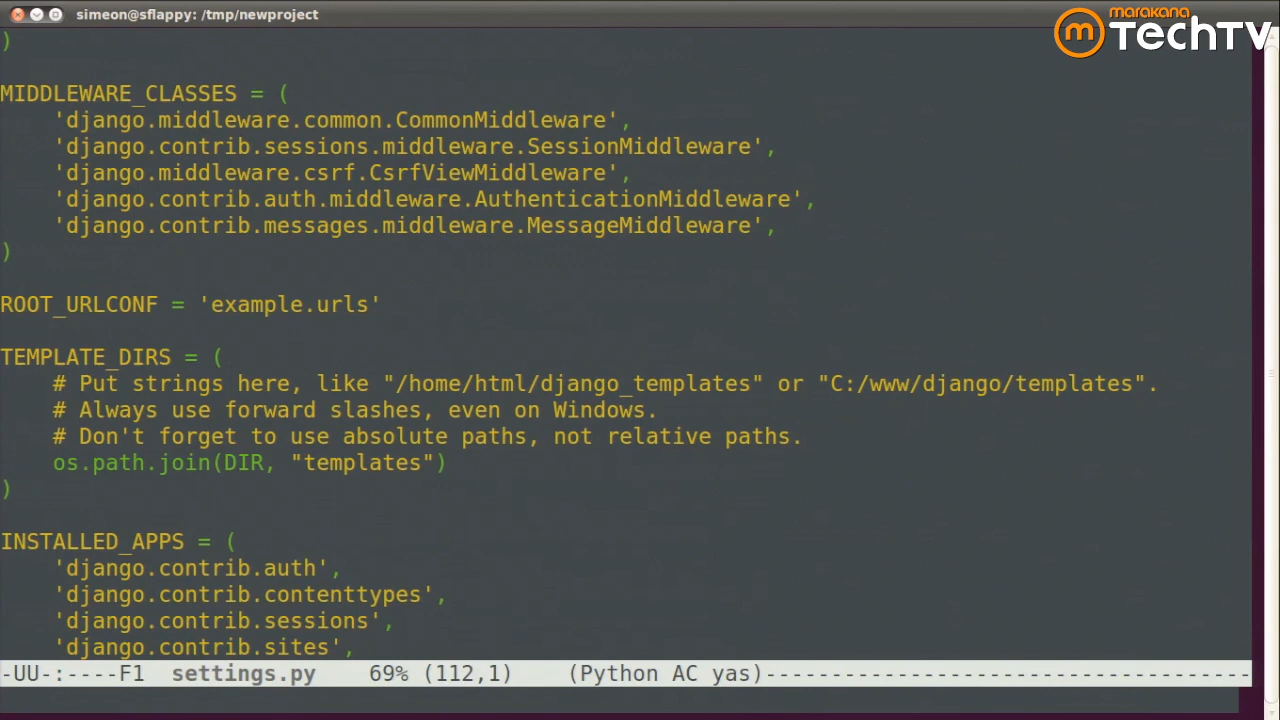 simeon@sflappy: /tmp/newproject
marakana
TechTV
)
MIDDLEWARE_CLASSES = (
    'django.middleware.common.CommonMiddleware',
    'django.contrib.sessions.middleware.SessionMiddleware',
    'django.middleware.csrf.CsrfViewMiddleware',
    'django.contrib.auth.middleware.AuthenticationMiddleware',
    'django.contrib.messages.middleware.MessageMiddleware',
)
ROOT_URLCONF = 'example.urls'
TEMPLATE_DIRS = (
    # Put strings here, like "/home/html/django_templates" or "C:/www/django/templates".
    # Always use forward slashes, even on Windows.
    # Don't forget to use absolute paths, not relative paths.
    os.path.join(DIR, "templates")
)
INSTALLED_APPS = (
    'django.contrib.auth',
    'django.contrib.contenttypes',
    'django.contrib.sessions',
    'django.contrib.sites',
-UU-:----F1  settings.py    69% (112,1)    (Python AC yas)-------------------------------------